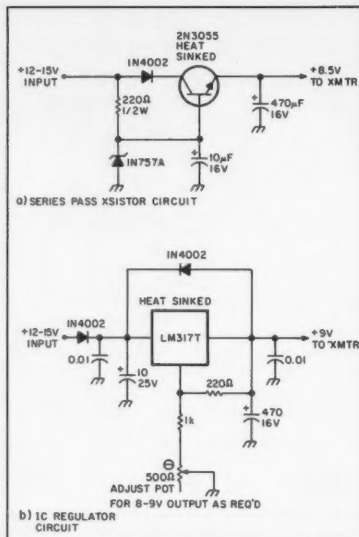 2N3055
HEAT
SINKED
1N4002
+12-15V
INPUT
+8.5V
TO XMTR
220Ω
1/2W
+
470μF
16V
1N757A
+
10μF
16V
a) SERIES PASS XSISTOR CIRCUIT
1N4002
HEAT SINKED
+12-15V
INPUT
1N4002
LM317T
+9V
TO XMTR
0.01
+
10
25V
220Ω
0.01
+
470
16V
1k
500Ω
ADJUST POT
FOR 8-9V OUTPUT AS REQ'D
b) IC REGULATOR
CIRCUIT